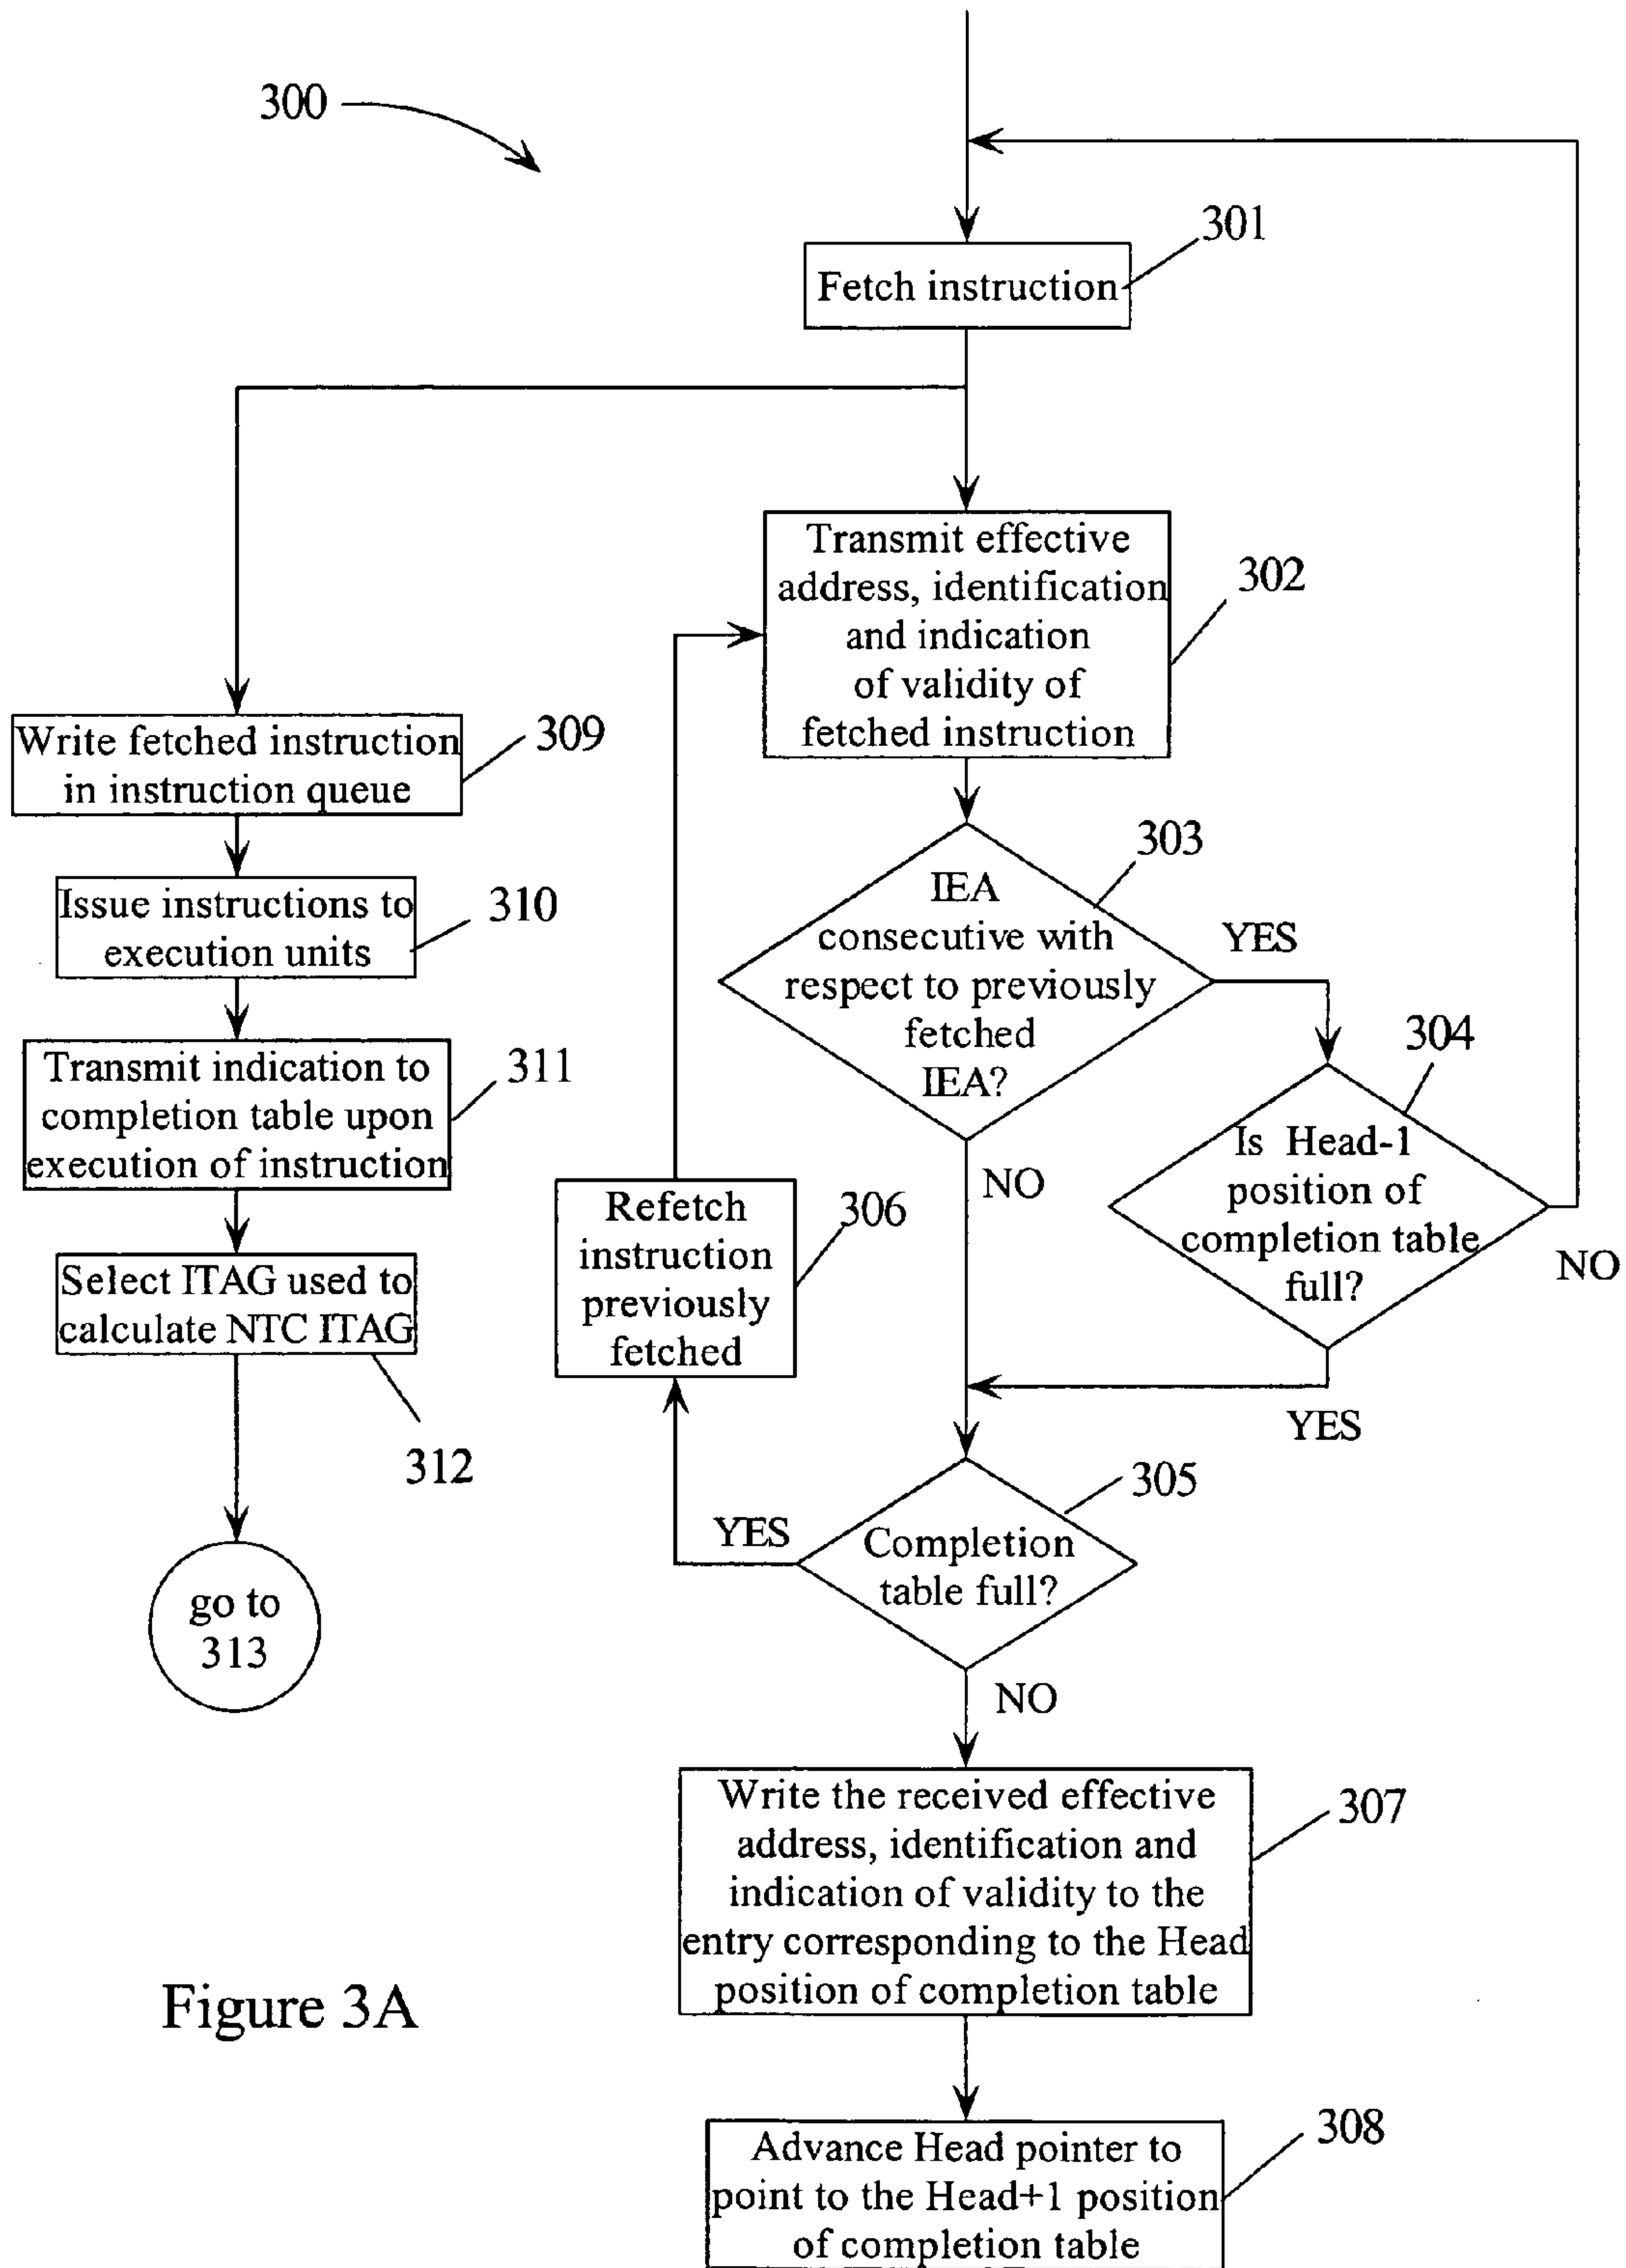 300
301
Fetch instruction
Transmit effective
address, identification
and indication
of validity of
fetched instruction
302
Write fetched instruction
in instruction queue
309
303
IEA
consecutive with
respect to previously
fetched
IEA?
YES
Issue instructions to
execution units
310
304
Is Head-1
position of
completion table
full?
NO
YES
Transmit indication to
completion table upon
execution of instruction
311
NO
Refetch
instruction
previously
fetched
306
Select ITAG used to
calculate NTC ITAG
312
305
Completion
table full?
YES
NO
go to
313
Write the received effective
address, identification and
indication of validity to the
entry corresponding to the Head
position of completion table
307
Figure 3A
Advance Head pointer to
point to the Head+1 position
of completion table
308